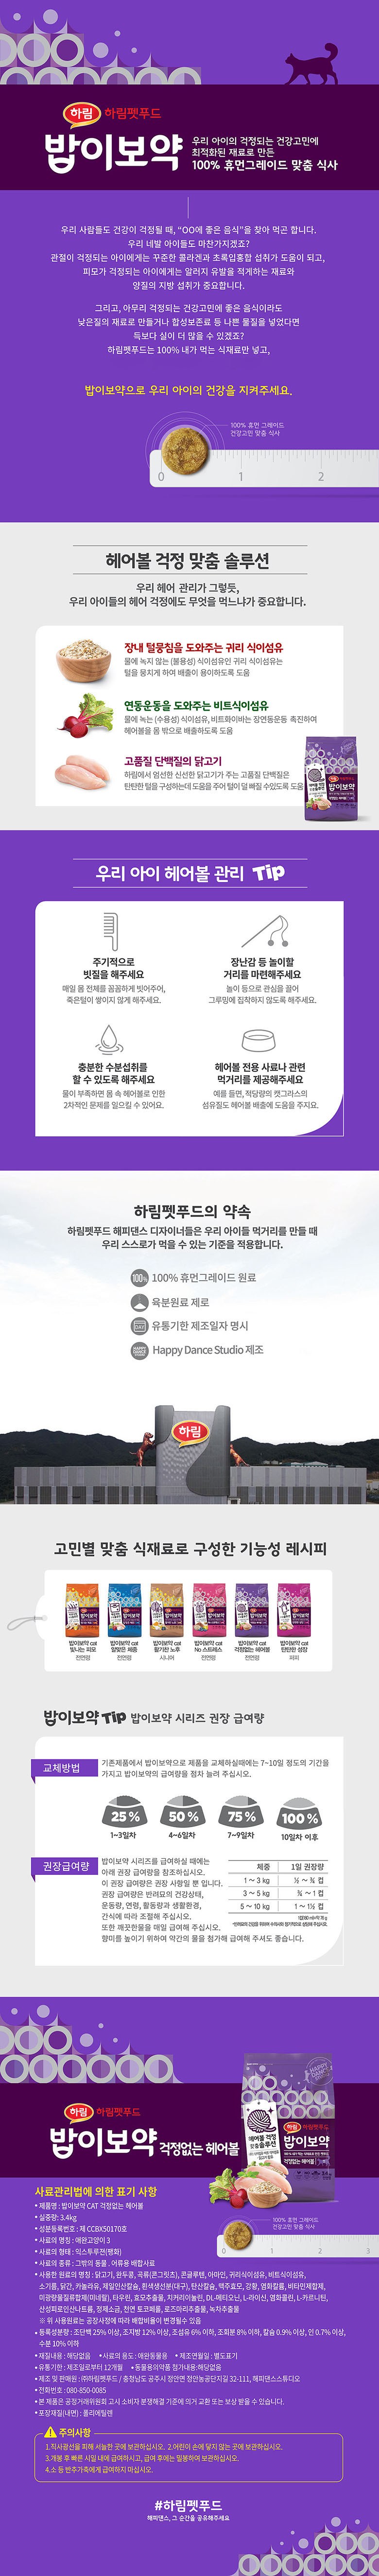 하림 하림펫푸드
밥이보약
우리 아이의 걱정되는 건강고민에
최적화된 재료로 만든
100% 휴먼그레이드 맞춤 식사
우리 사람들도 건강이 걱정될 때, “OO에 좋은 음식”을 찾아 먹곤 합니다.
우리 네발 아이들도 마찬가지겠죠?
관절이 걱정되는 아이에게는 꾸준한 콜라겐과 초록입홍합 섭취가 도움이 되고,
피모가 걱정되는 아이에게는 알러지 유발을 적게하는 재료와
양질의 지방 섭취가 중요합니다.
그리고, 아무리 걱정되는 건강고민에 좋은 음식이라도
낮은질의 재료로 만들거나 합성보존료 등 나쁜 물질을 넣었다면
득보다 실이 더 많을 수 있겠죠?
하림펫푸드는 100% 내가 먹는 식재료만 넣고,
밥이보약으로 우리 아이의 건강을 지켜주세요.
100% 휴먼 그레이드
건강고민 맞춤 식사
0 1 2
헤어볼 걱정 맞춤 솔루션
우리 헤어 관리가 그렇듯,
우리 아이들의 헤어 걱정에도 무엇을 먹느냐가 중요합니다.
장내 털뭉침을 도와주는 귀리 식이섬유
물에 녹지 않는 (불용성) 식이섬유인 귀리 식이섬유는
털을 뭉치게 하여 배출이 용이하도록 도움
연동운동을 도와주는 비트식이섬유
물에 녹는 (수용성) 식이섬유, 비트화이바는 장연동운동 촉진하여
헤어볼을 몸 밖으로 배출하도록 도움
고품질 단백질의 닭고기
하림에서 엄선한 신선한 닭고기가 주는 고품질 단백질은
탄탄한 털을 구성하는데 도움을 주어 털이 덜 빠질 수있도록 도움
밥이보약
우리 아이 헤어볼 관리 Tip
주기적으로
빗질을 해주세요
매일 몸 전체를 꼼꼼하게 빗어주어,
죽은털이 쌓이지 않게 해주세요.
장난감 등 놀이할
거리를 마련해주세요
놀이 등으로 관심을 끌어
그루밍에 집착하지 않도록 해주세요.
충분한 수분섭취를
할 수 있도록 해주세요
물이 부족하면 몸 속 헤어볼로 인한
2차적인 문제를 일으킬 수 있어요.
헤어볼 전용 사료나 관련
먹거리를 제공해주세요
예를 들면, 적당량의 캣그라스의
섬유질도 헤어볼 배출에 도움을 주지요.
하림펫푸드의 약속
하림펫푸드 해피댄스 디자이너들은 우리 아이들 먹거리를 만들 때
우리 스스로가 먹을 수 있는 기준을 적용합니다.
100% 100% 휴먼그레이드 원료
육분원료 제로
유통기한 제조일자 명시
HAPPY DANCE STUDIO Happy Dance Studio 제조
하림
고민별 맞춤 식재료로 구성한 기능성 레시피
밥이보약 cat 밥이보약 cat 밥이보약 cat 밥이보약 cat 밥이보약 cat 밥이보약 cat
빛나는 피모 알맞은 체중 활기찬 노후 No 스트레스 걱정없는 헤어볼 탄탄한 성장
전연령 전연령 시니어 전연령 전연령 퍼피
밥이보약 Tip 밥이보약 시리즈 권장 급여량
교체방법
기존제품에서 밥이보약으로 제품을 교체하실때에는 7~10일 정도의 기간을
가지고 밥이보약의 급여량을 점차 늘려 주십시오.
25 % 50 % 75 % 100 %
1~3일차 4~6일차 7~9일차 10일차 이후
권장급여량
밥이보약 시리즈를 급여하실 때에는
아래 권장 급여량을 참조하십시오.
이 권장 급여량은 권장 사항일 뿐 입니다.
권장 급여량은 반려묘의 건강상태,
운동량, 연령, 활동량과 생활환경,
간식에 따라 조절해 주십시오.
또한 깨끗한물을 매일 급여해 주십시오.
향미를 높이기 위하여 약간의 물을 첨가해 급여해 주셔도 좋습니다.
체중 1일 권장량
1 ~ 3 kg ½ ~ ¾ 컵
3 ~ 5 kg ¾ ~ 1 컵
5 ~ 10 kg 1 ~ 1½ 컵
하림 하림펫푸드
밥이보약 걱정없는 헤어볼
HAPPY DANCE
헤어볼 걱정
맞춤솔루션
밥이보약
100% 휴먼 그레이드
건강고민 맞춤 식사
0 1 2 3
사료관리법에 의한 표기 사항
• 제품명 : 밥이보약 CAT 걱정없는 헤어볼
• 실중량: 3.4kg
• 성분등록번호 : 제 CCBX50170호
• 사료의 명칭 : 애완고양이 3
• 사료의 형태 : 익스투루젼(펠회)
• 사료의 종류 : 그밖의 동물 . 어류용 배합사료
• 사용한 원료의 명칭 : 닭고기, 완두콩, 곡류(콘그릿츠), 콘글루텐, 아마인, 귀리식이섬유, 비트식이섬유,
소기름, 닭간, 카놀라유, 제일인산칼슘, 흰색생선분(대구), 탄산칼슘, 맥주효모, 강황, 염화칼륨, 비타민제합제,
미량광물질류합제(미네랄), 타우린, 효모추출물, 치커리이눌린, DL-메티오닌, L-라이신, 염화콜린, L-카르니틴,
산성피로인산나트륨, 정제소금, 천연 토코페롤, 로즈마리추출물, 녹차추출물
※ 위 사용원료는 공장사정에 따라 배합비율이 변경될수 있음
• 등록성분량 : 조단백 25% 이상, 조지방 12% 이상, 조섬유 6% 이하, 조회분 8% 이하, 칼슘 0.9% 이상, 인 0.7% 이상,
수분 10% 이하
• 재질내용 : 해당없음 • 사료의 용도 : 애완동물용 • 제조연월일 : 별도표기
• 유통기한 : 제조일로부터 12개월 • 동물용의약품 첨가내용:해당없음
• 제조 및 판매원 : ㈜하림펫푸드 / 충청남도 공주시 정안면 정안농공단지길 32-111, 해피댄스스튜디오
• 전화번호 : 080-850-0085
• 본 제품은 공정거래위원회 고시 소비자 분쟁해결 기준에 의거 교환 또는 보상 받을 수 있습니다.
• 포장재질(내면) : 폴리에틸렌
주의사항
1.직사광선을 피해 서늘한 곳에 보관하십시오. 2.어린이 손에 닿지 않는 곳에 보관하십시오.
3.개봉 후 빠른 시일 내에 급여하시고, 급여 후에는 밀봉하여 보관하십시오.
4.소 등 반추가축에게 급여하지 마십시오.
#하림펫푸드
해피댄스, 그 순간을 공유해주세요